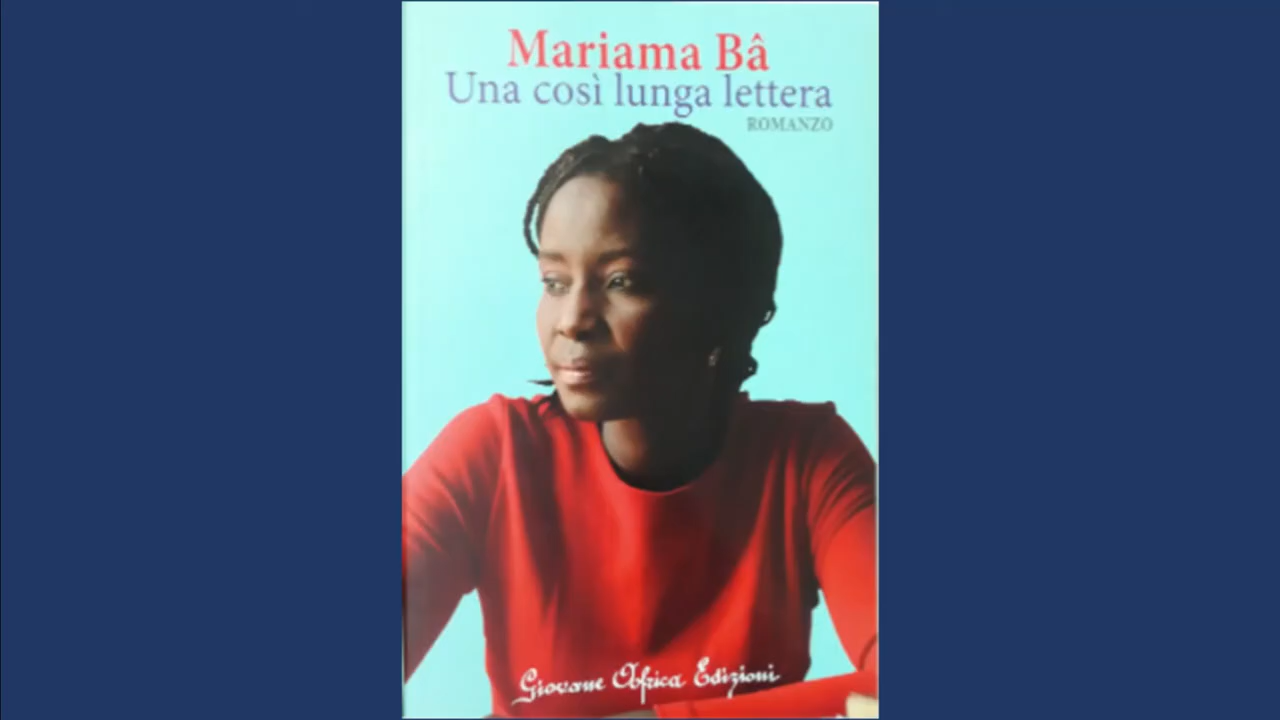 Mariama Bâ
Una così lunga lettera
ROMANZO
Giovane Africa Edizioni